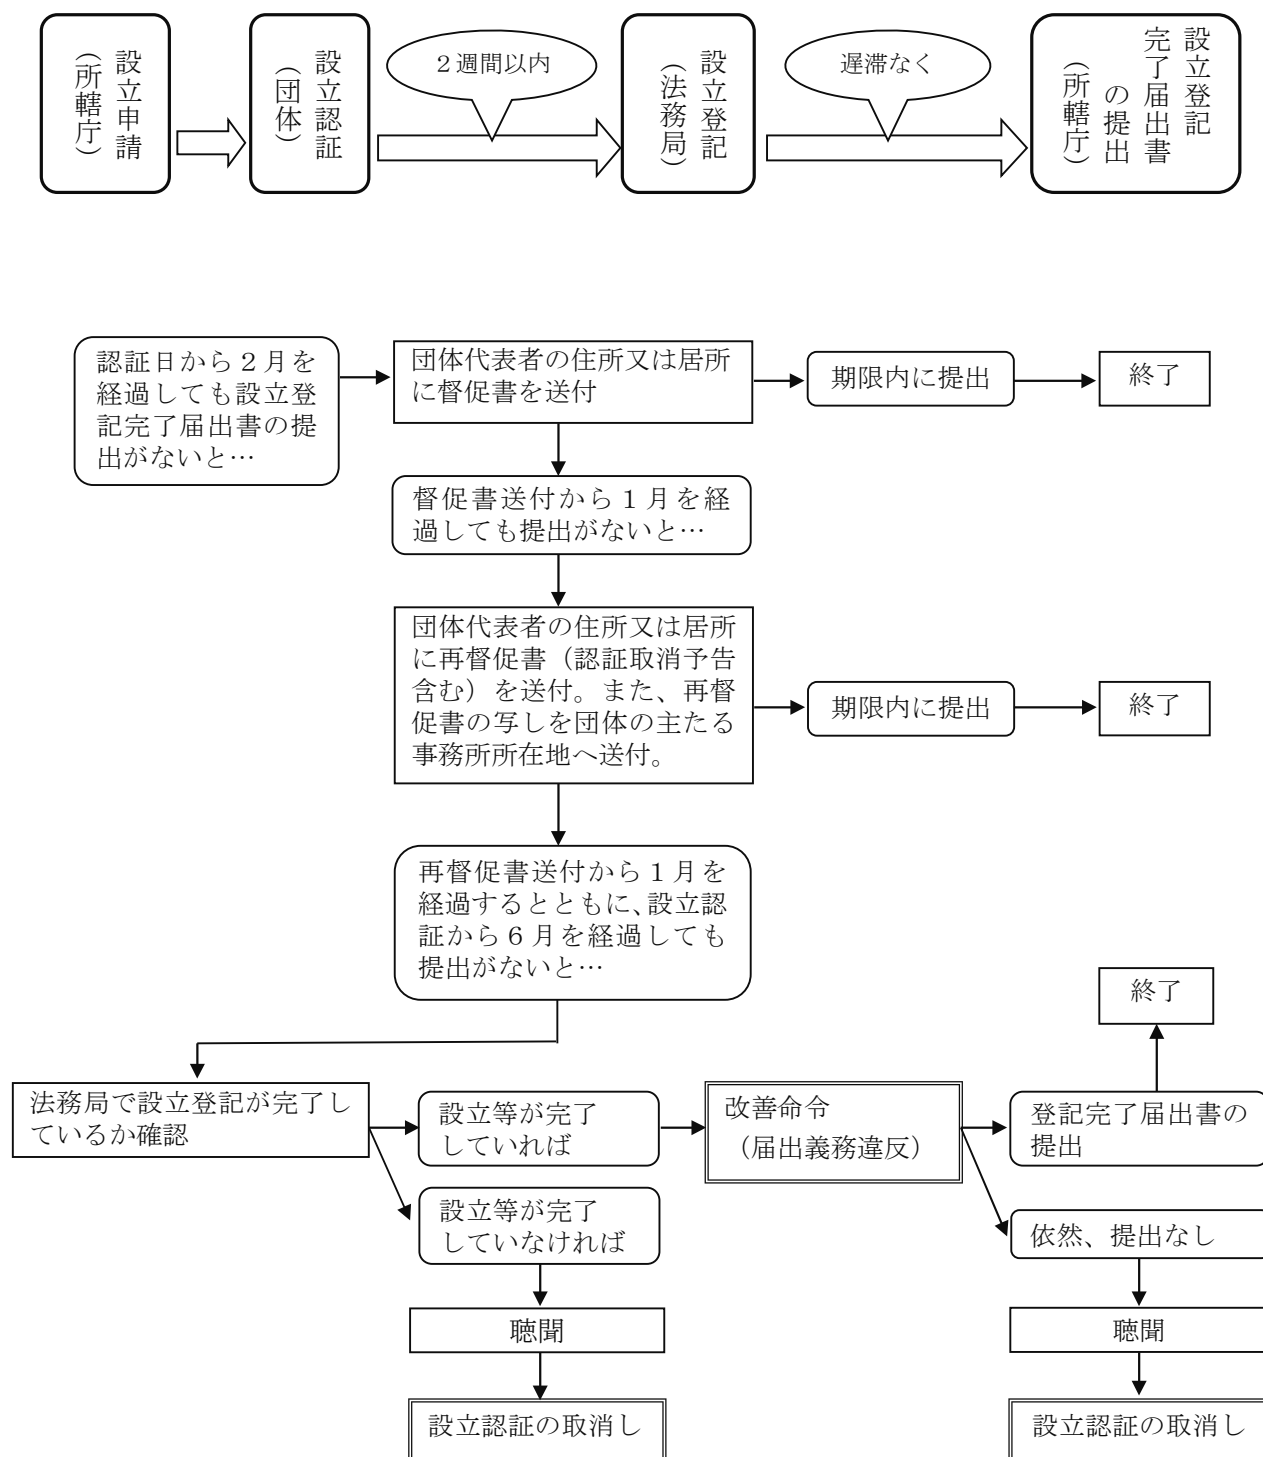 設立申請
（所轄庁）
設立認証
（団体）
２週間以内
設立登記
（法務局）
遅滞なく
設立登記
完了届出書
の提出
（所轄庁）
認証日から２月を
経過しても設立登
記完了届出書の提
出がないと…
団体代表者の住所又は居所
に督促書を送付
期限内に提出
終了
督促書送付から１月を経
過しても提出がないと…
団体代表者の住所又は居所
に再督促書（認証取消予告
含む）を送付。また、再督
促書の写しを団体の主たる
事務所所在地へ送付。
期限内に提出
終了
再督促書送付から１月を
経過するとともに、設立認
証から６月を経過しても
提出がないと…
終了
法務局で設立登記が完了し
ているか確認
設立等が完了
していれば
改善命令
（届出義務違反）
登記完了届出書の
提出
設立等が完了
していなければ
依然、提出なし
聴聞
聴聞
設立認証の取消し
設立認証の取消し